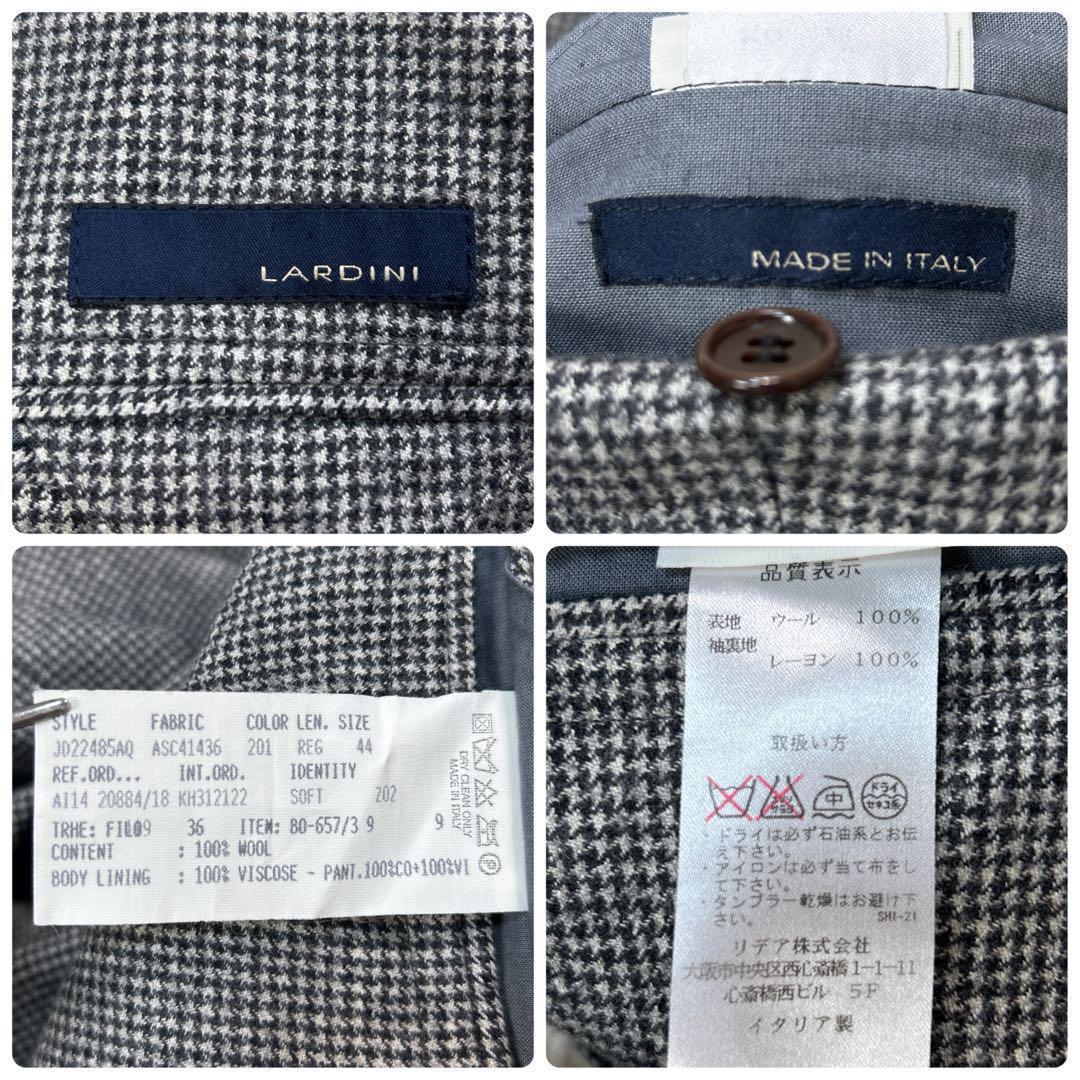 LARDINI
MADE IN ITALY
STYLE FABRIC COLOR LEN. SIZE
JD22485AQ ASC41436 201 REG 44
REF.ORD... INT.ORD. IDENTITY
AI14 20884/18 KH312122 SOFT Z02
TRHE: FIL09 36 ITEM: BO-657/3 9 9
CONTENT : 100% WOOL
BODY LINING : 100% VISCOSE - PANT.100%CO+100%VI
DRY CLEAN ONLY
MADE IN ITALY
P
品質表示
表地 ウール 100%
袖裏地
レーヨン 100%
取扱い方
中
ドライ
セキユ系
・ドライは必ず石油系とお伝
え下さい。
・アイロンは必ず当て布をし
て下さい。
・タンブラー乾燥はお避け下
さい。
SHI-21
リデア株式会社
大阪市中央区西心斎橋1-1-11
心斎橋西ビル 5F
イタリア製